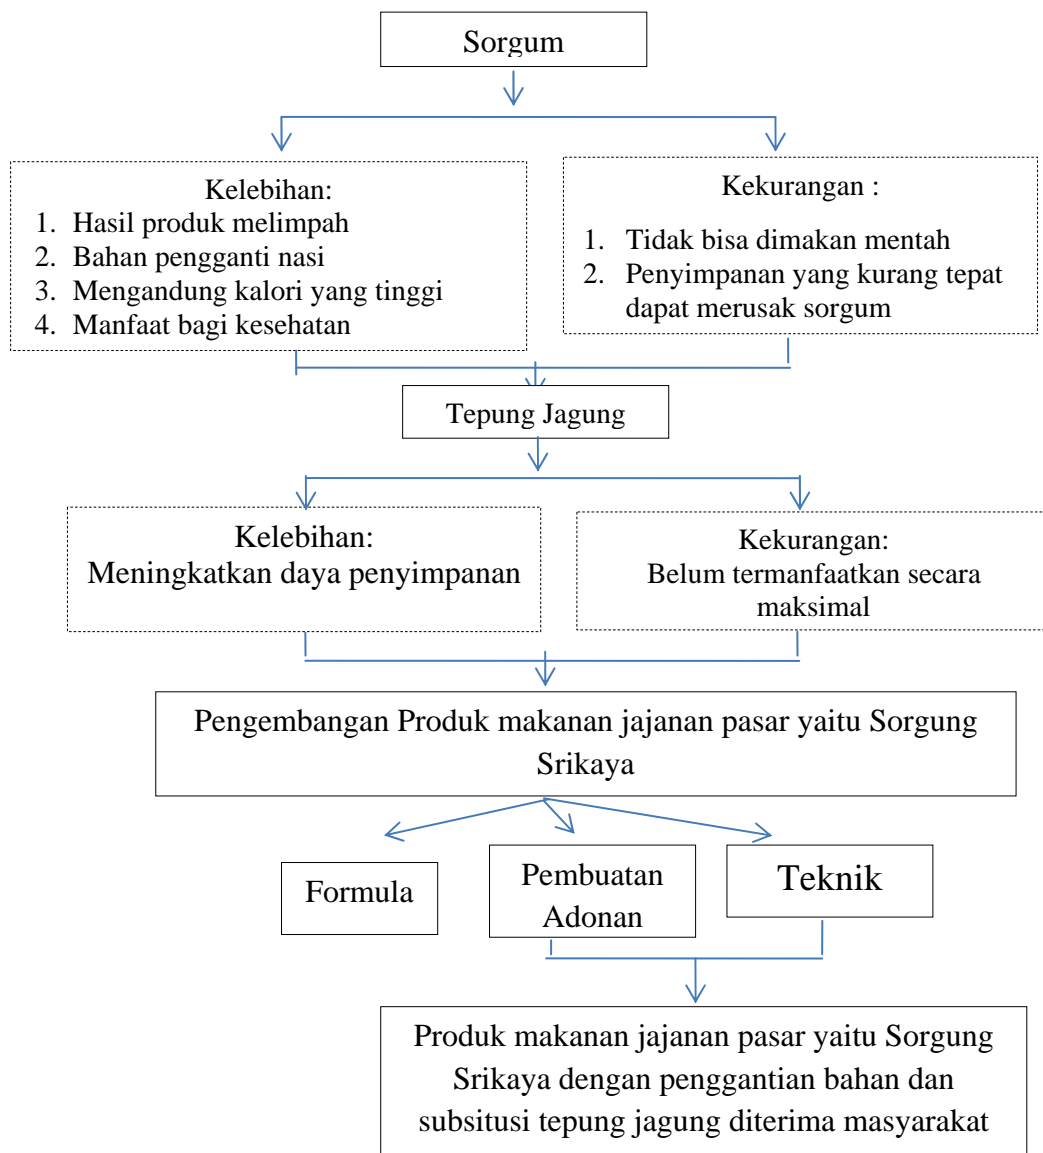 Sorgum
Kelebihan:
1. Hasil produk melimpah
2. Bahan pengganti nasi
3. Mengandung kalori yang tinggi
4. Manfaat bagi kesehatan
Kekurangan :
1. Tidak bisa dimakan mentah
2. Penyimpanan yang kurang tepat
dapat merusak sorgum
Tepung Jagung
Kelebihan:
Meningkatkan daya penyimpanan
Kekurangan:
Belum termanfaatkan secara
maksimal
Pengembangan Produk makanan jajanan pasar yaitu Sorgung
Srikaya
Formula
Pembuatan
Adonan
Teknik
Produk makanan jajanan pasar yaitu Sorgung
Srikaya dengan penggantian bahan dan
subsitusi tepung jagung diterima masyarakat